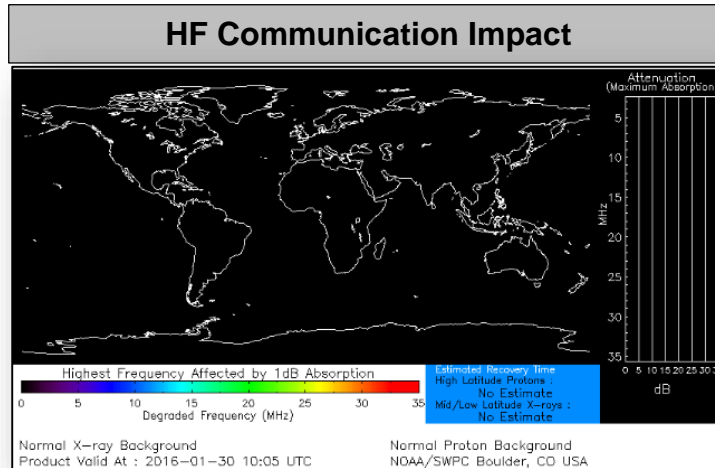 HF Communication Impact
Attenuation
(Maximum Absorption
5
10
15
20
25
30
35
MHz
0 5 10 15 20 25 30 3
dB
Highest Frequency Affected by 1dB Absorption
0 5 10 15 20 25 30 35
Degraded Frequency (MHz)
Estimated Recovery Time
High Latitude Protons :
No Estimate
Mid/Low Latitude X-rays :
No Estimate
Normal X-ray Background
Normal Proton Background
Product Valid At : 2016-01-30 10:05 UTC
NOAA/SWPC Boulder, CO USA